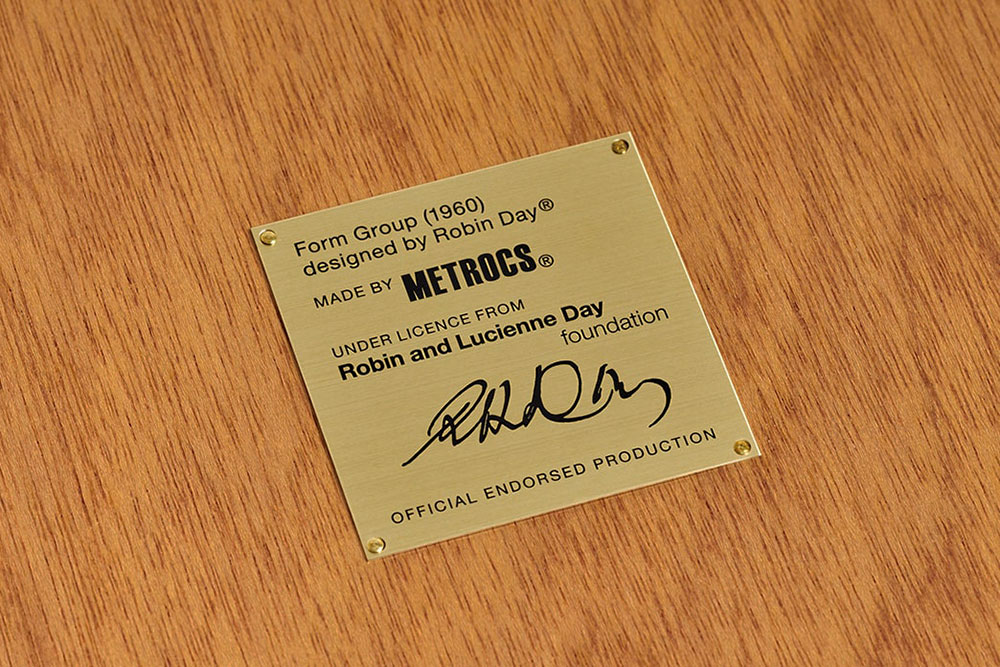 Form Group (1960)
designed by Robin Day®
MADE BY METROCS®
UNDER LICENCE FROM
Robin and Lucienne Day
foundation
R Day
OFFICIAL ENDORSED PRODUCTION